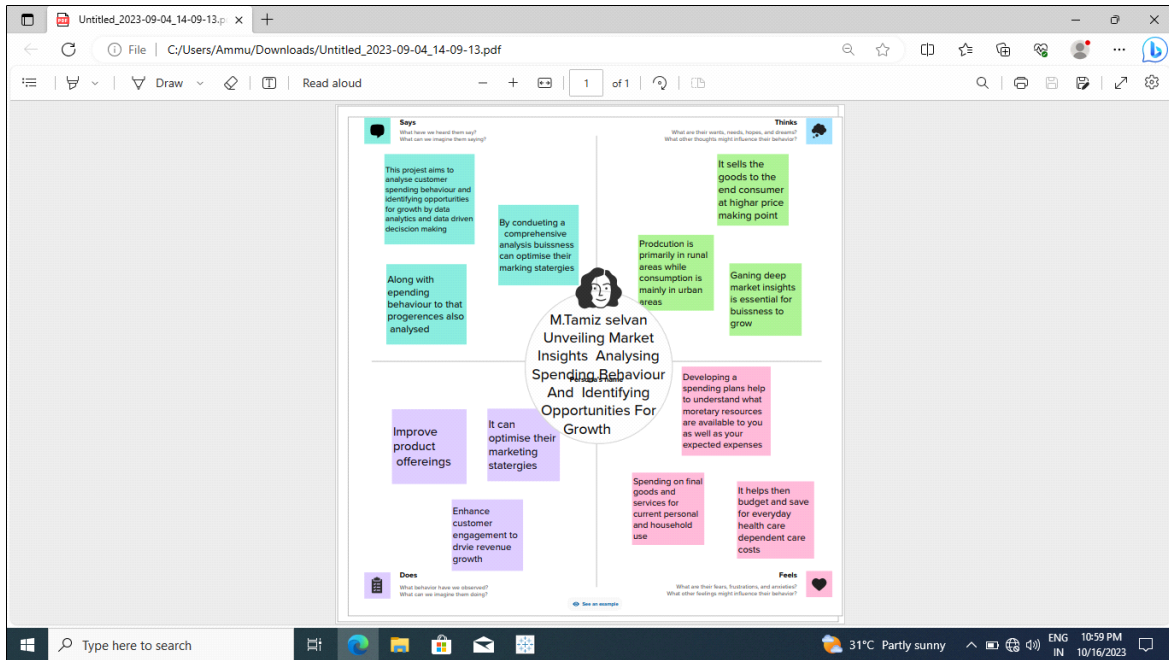 Untitled_2023-09-04_14-09-13.p
File
C:/Users/Ammu/Downloads/Untitled_2023-09-04_14-09-13.pdf
Draw
Read aloud
1
of 1
Says
What have we heard them say?
What can we imagine them saying?
Thinks
What are their wants, needs, hopes, and dreams?
What other thoughts might influence their behavior?
This projest aims to
analyse customer
spending behaviour and
identifying opportunities
for growth by data
analytics and data driven
deciscion making
By condueting a
comprehensive
analysis buissness
can optimise their
marking statergies
Along with
epending
behaviour to that
progerences also
analysed
It sells the
goods to the
end consumer
at highar price
making point
Prodcution is
primarily in runal
areas while
consumption is
mainly in urban
areas
Ganing deep
market insights
is essential for
buissness to
grow
M.Tamiz selvan
Unveiling Market
Insights Analysing
Spending Behaviour
Persona's name
And Identifying
Opportunities For
Growth
Improve
product
offereings
It can
optimise their
marketing
statergies
Enhance
customer
engagement to
drvie revenue
growth
Developing a
spending plans help
to understand what
moretary resources
are available to you
as well as your
expected expenses
Spending on final
goods and
services for
current personal
and household
use
It helps then
budget and save
for everyday
health care
dependent care
costs
Does
What behavior have we observed?
What can we imagine them doing?
Feels
What are their fears, frustrations, and anxieties?
What other feelings might influence their behavior?
See an example
Type here to search
31°C Partly sunny
ENG
IN
10:59 PM
10/16/2023